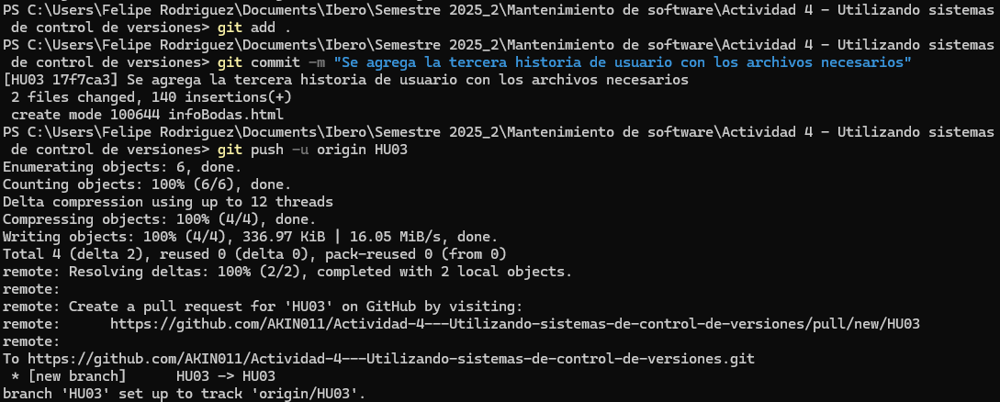 PS C:\Users\Felipe Rodriguez\Documents\Ibero\Semestre 2025_2\Mantenimiento de software\Actividad 4 - Utilizando sistemas
 de control de versiones> git add .
PS C:\Users\Felipe Rodriguez\Documents\Ibero\Semestre 2025_2\Mantenimiento de software\Actividad 4 - Utilizando sistemas
 de control de versiones> git commit -m "Se agrega la tercera historia de usuario con los archivos necesarios"
[HU03 17f7ca3] Se agrega la tercera historia de usuario con los archivos necesarios
 2 files changed, 140 insertions(+)
 create mode 100644 infoBodas.html
PS C:\Users\Felipe Rodriguez\Documents\Ibero\Semestre 2025_2\Mantenimiento de software\Actividad 4 - Utilizando sistemas
 de control de versiones> git push -u origin HU03
Enumerating objects: 6, done.
Counting objects: 100% (6/6), done.
Delta compression using up to 12 threads
Compressing objects: 100% (4/4), done.
Writing objects: 100% (4/4), 336.97 KiB | 16.05 MiB/s, done.
Total 4 (delta 2), reused 0 (delta 0), pack-reused 0 (from 0)
remote: Resolving deltas: 100% (2/2), completed with 2 local objects.
remote:
remote: Create a pull request for 'HU03' on GitHub by visiting:
remote:      https://github.com/AKIN011/Actividad-4---Utilizando-sistemas-de-control-de-versiones/pull/new/HU03
remote:
To https://github.com/AKIN011/Actividad-4---Utilizando-sistemas-de-control-de-versiones.git
 * [new branch]      HU03 -> HU03
branch 'HU03' set up to track 'origin/HU03'.